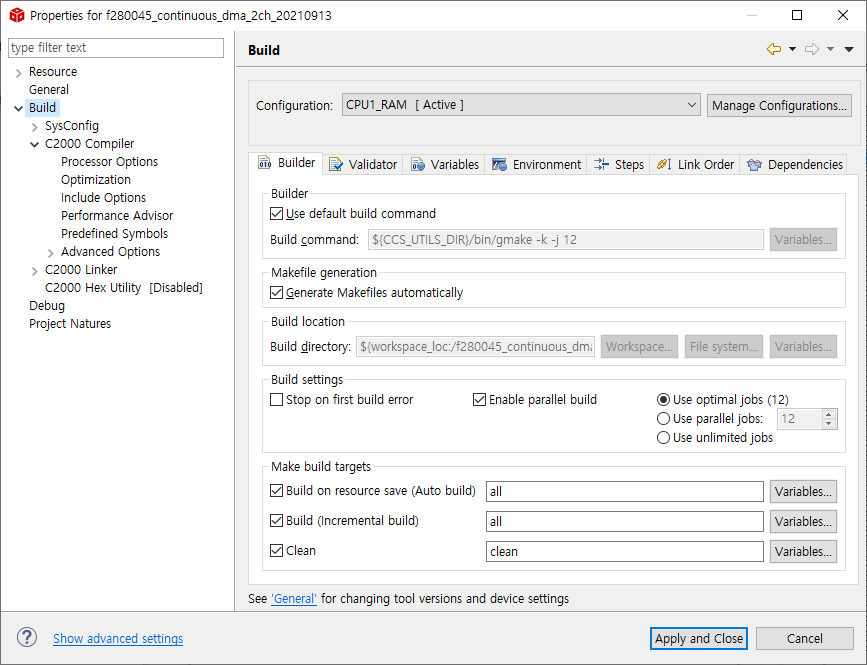 Properties for f280045_continuous_dma_2ch_20210913
type filter text
Resource
General
Build
SysConfig
C2000 Compiler
Processor Options
Optimization
Include Options
Performance Advisor
Predefined Symbols
Advanced Options
C2000 Linker
C2000 Hex Utility [Disabled]
Debug
Project Natures
Build
Configuration: CPU1_RAM [ Active ] Manage Configurations...
Builder Validator Variables Environment Steps Link Order Dependencies
Builder
Use default build command
Build command: ${CCS_UTILS_DIR}/bin/gmake -k -j 12 Variables...
Makefile generation
Generate Makefiles automatically
Build location
Build directory: ${workspace_loc:/f280045_continuous_dma Workspace... File system... Variables...
Build settings
Stop on first build error Enable parallel build Use optimal jobs (12)
Use parallel jobs: 12
Use unlimited jobs
Make build targets
Build on resource save (Auto build) all Variables...
Build (Incremental build) all Variables...
Clean clean Variables...
See 'General' for changing tool versions and device settings
Show advanced settings Apply and Close Cancel